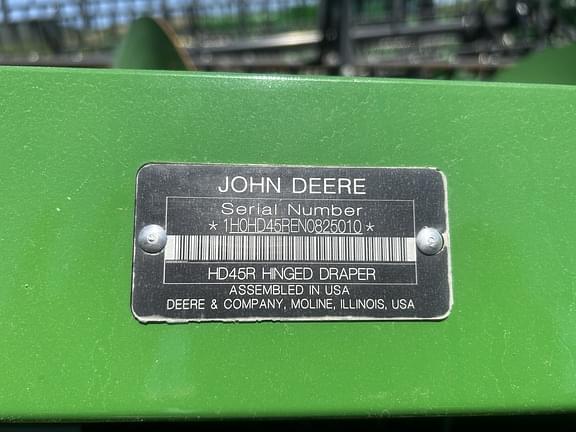 JOHN DEERE
Serial Number
*1H0HD45REN0825010*
HD45R HINGED DRAPER
ASSEMBLED IN USA
DEERE & COMPANY, MOLINE, ILLINOIS, USA